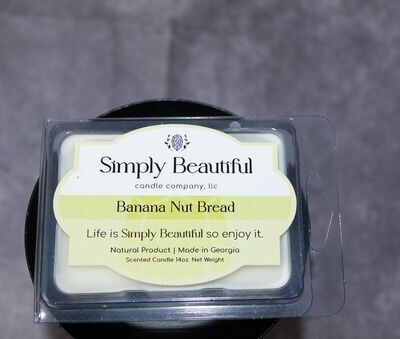 Simply Beautiful
candle company, llc
Banana Nut Bread
Life is Simply Beautiful so enjoy it.
Natural Product | Made in Georgia
Scented Candle 14oz. Net Weight